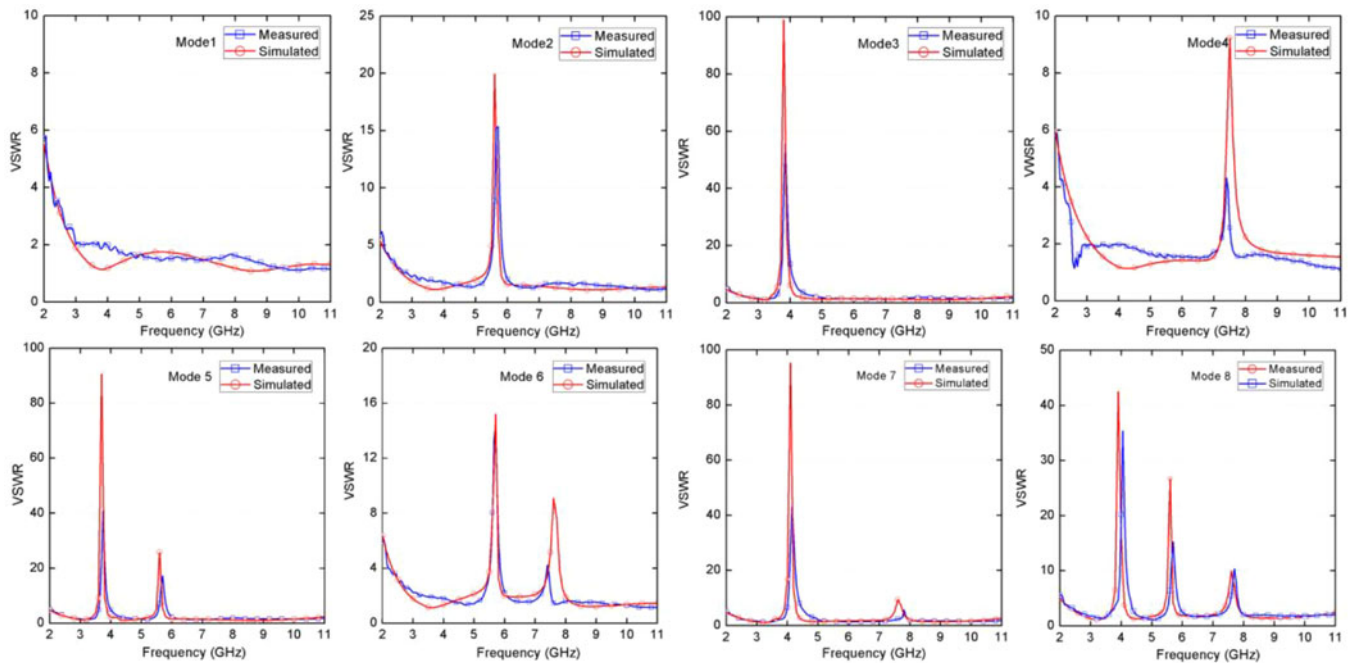 Mode1
Measured
Simulated
10
8
6
4
2
0
VSWR
2 3 4 5 6 7 8 9 10 11
Frequency (GHz)
Mode2
Measured
Simulated
25
20
15
10
5
0
VSWR
2 3 4 5 6 7 8 9 10 11
Frequency (GHz)
Mode3
Measured
Simulated
100
80
60
40
20
0
VSWR
2 3 4 5 6 7 8 9 10 11
Frequency (GHz)
Mode4
Measured
Simulated
10
8
6
4
2
0
VWSR
2 3 4 5 6 7 8 9 10 11
Frequency (GHz)
Mode 5
Measured
Simulated
100
80
60
40
20
0
VSWR
2 3 4 5 6 7 8 9 10 11
Frequency (GHz)
Mode 6
Measured
Simulated
20
16
12
8
4
0
VSWR
2 3 4 5 6 7 8 9 10 11
Frequency (GHz)
Mode 7
Measured
Simulated
100
80
60
40
20
0
VSWR
2 3 4 5 6 7 8 9 10 11
Frequency (GHz)
Mode 8
Measured
Simulated
50
40
30
20
10
0
VSWR
2 3 4 5 6 7 8 9 10 11
Frequency (GHz)